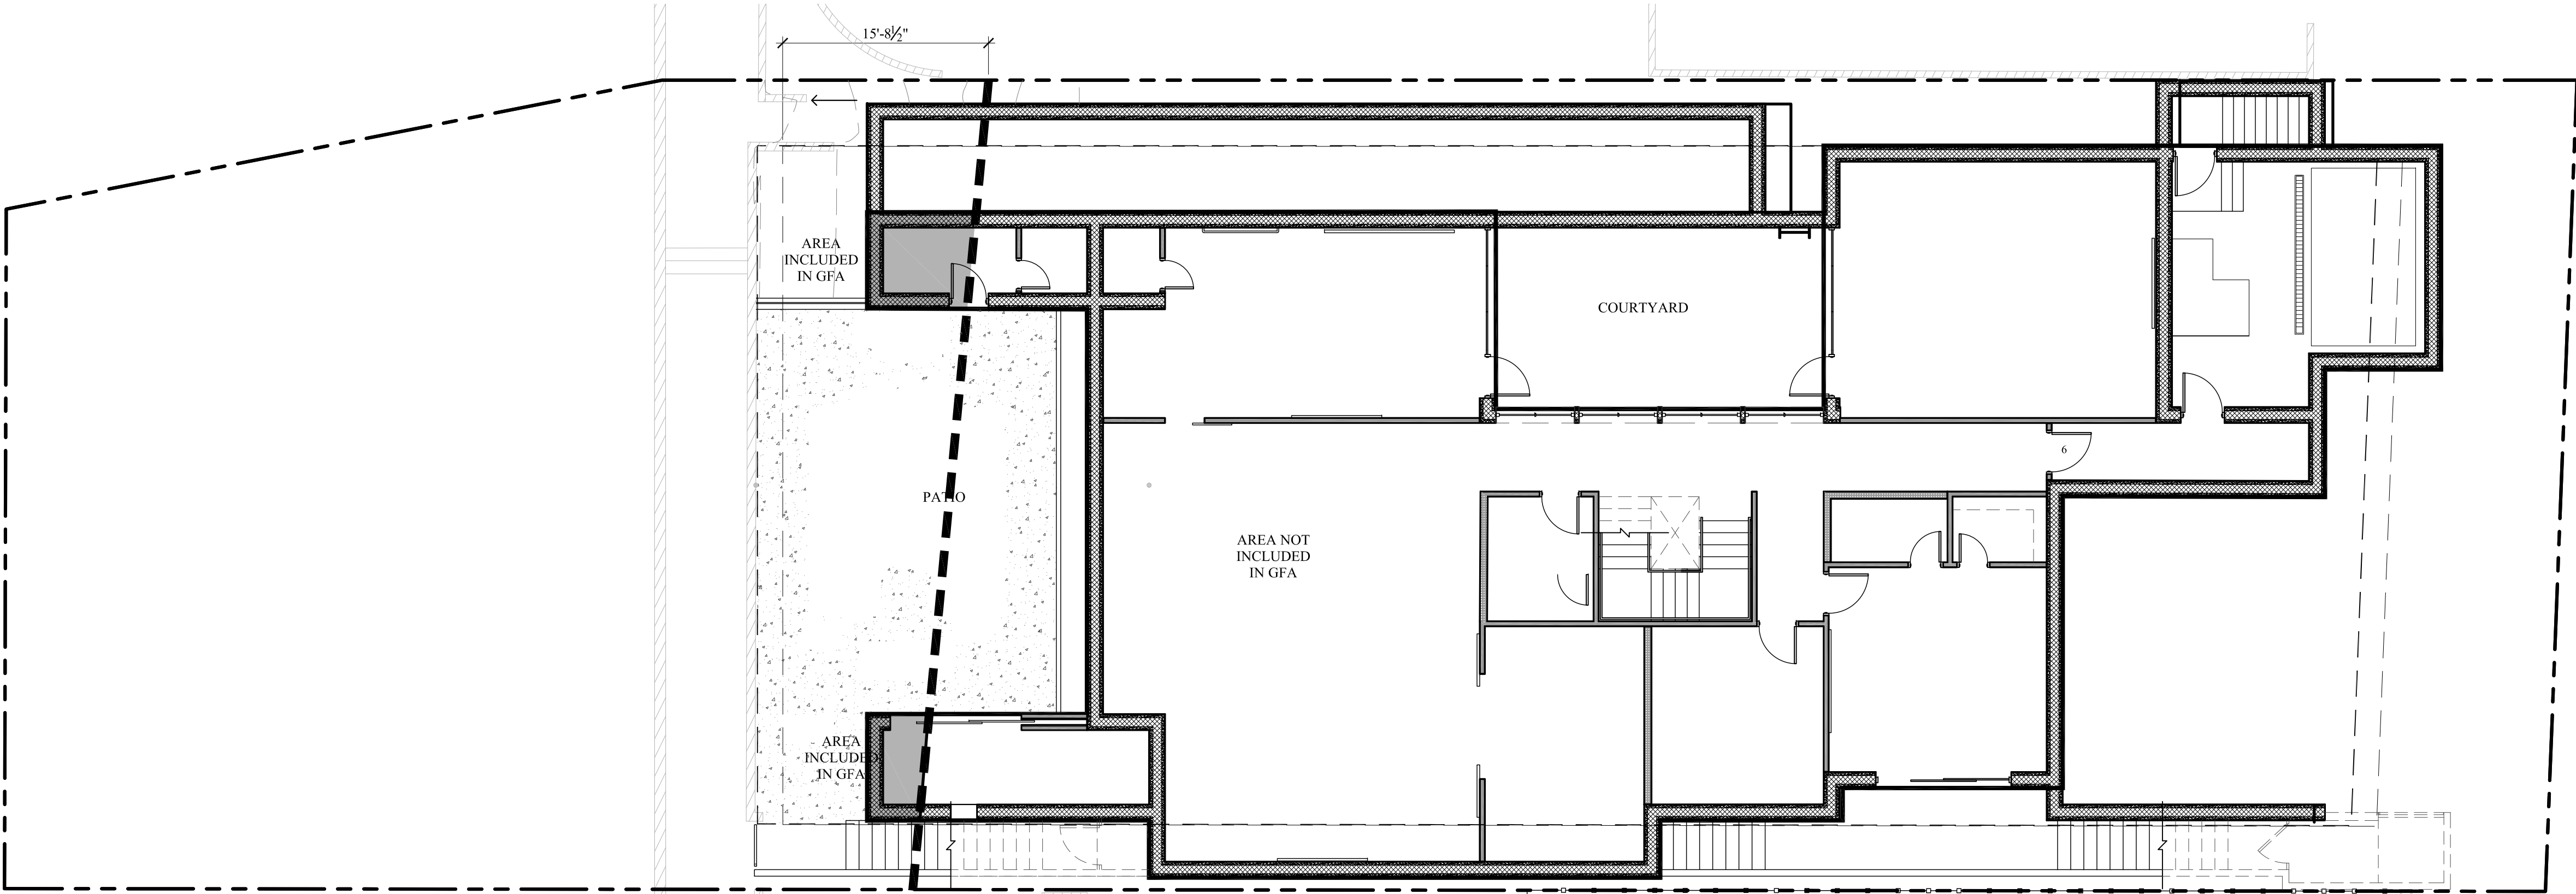 15'-8½"
AREA
INCLUDED
IN GFA
COURTYARD
6
PATIO
AREA NOT
INCLUDED
IN GFA
AREA
INCLUDED
IN GFA